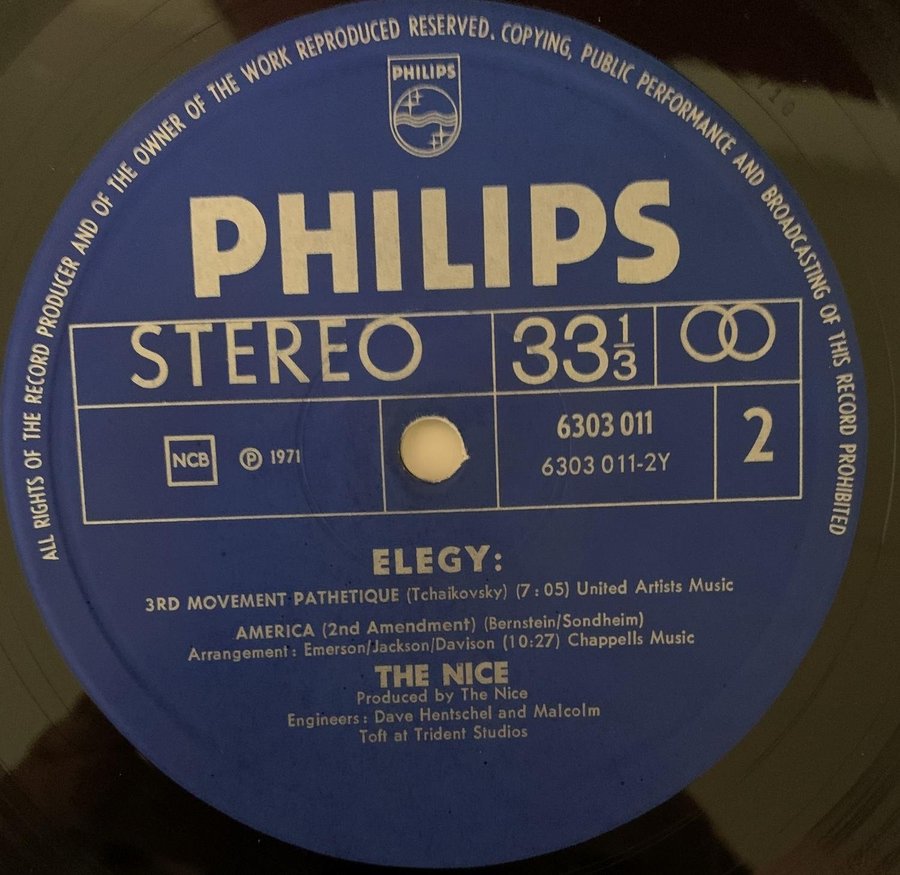 ALL RIGHTS OF THE RECORD PRODUCER AND OF THE OWNER OF THE WORK REPRODUCED RESERVED. COPYING, PUBLIC PERFORMANCE AND BROADCASTING OF THIS RECORD PROHIBITED
PHILIPS
PHILIPS
STEREO 33 1/3
NCB Ⓟ 1971 6303 011 2
6303 011-2Y
ELEGY:
3RD MOVEMENT PATHETIQUE (Tchaikovsky) (7:05) United Artists Music
AMERICA (2nd Amendment) (Bernstein/Sondheim)
Arrangement: Emerson/Jackson/Davison (10:27) Chappells Music
THE NICE
Produced by The Nice
Engineers: Dave Hentschel and Malcolm
Toft at Trident Studios